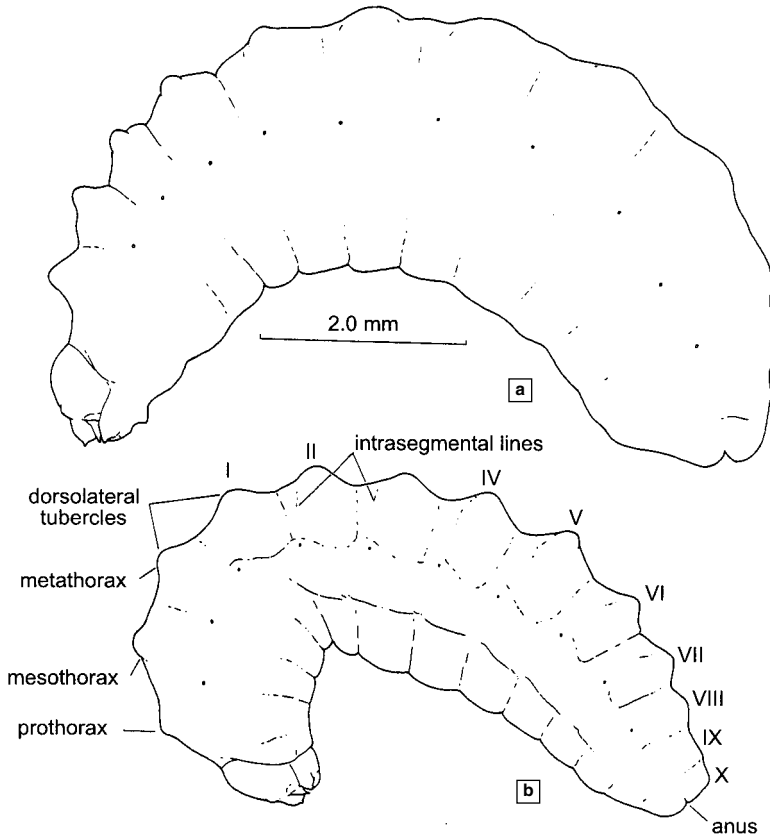 2.0 mm
a
intrasegmental lines
II
I
dorsolateral
tubercles
IV
V
metathorax
VI
VII
mesothorax
VIII
prothorax
IX
X
b
anus